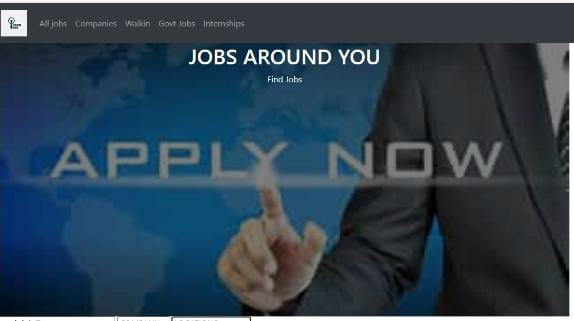 All jobs Companies Walkin Govt Jobs Internships
JOBS AROUND YOU
Find Jobs
APPLY NOW